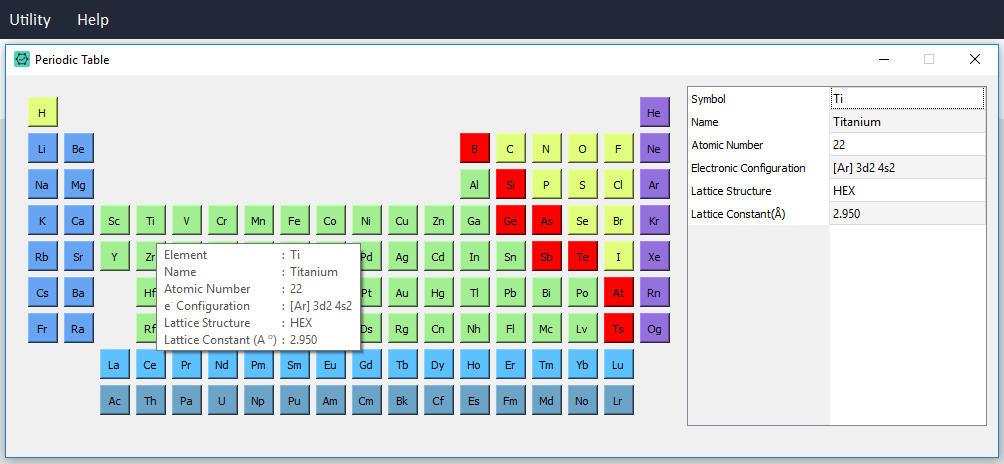 Utility Help
Periodic Table
H He
Li Be B C N O F Ne
Na Mg Al Si P S Cl Ar
K Ca Sc Ti V Cr Mn Fe Co Ni Cu Zn Ga Ge As Se Br Kr
Rb Sr Y Zr Pd Ag Cd In Sn Sb Te I Xe
Cs Ba Hf Pt Au Hg Tl Pb Bi Po At Rn
Fr Ra Rf Ds Rg Cn Nh Fl Mc Lv Ts Og
La Ce Pr Nd Pm Sm Eu Gd Tb Dy Ho Er Tm Yb Lu
Ac Th Pa U Np Pu Am Cm Bk Cf Es Fm Md No Lr
Element : Ti
Name : Titanium
Atomic Number : 22
e⁻ Configuration : [Ar] 3d2 4s2
Lattice Structure : HEX
Lattice Constant (A º) : 2.950
Symbol Ti
Name Titanium
Atomic Number 22
Electronic Configuration [Ar] 3d2 4s2
Lattice Structure HEX
Lattice Constant(Å) 2.950